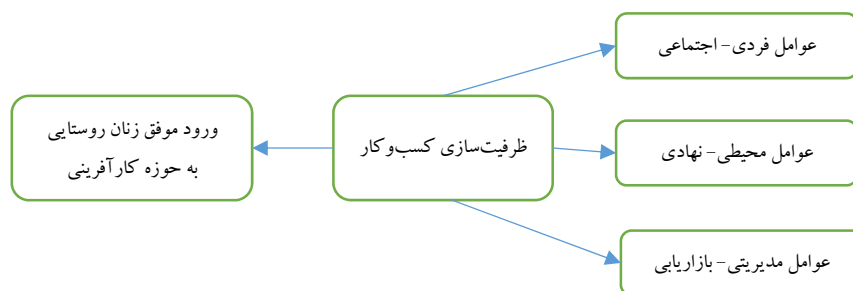 عوامل فردی- اجتماعی
ورود موفق زنان روستایی
به حوزه کارآفرینی
ظرفیت‌سازی کسب‌وکار
عوامل محیطی- نهادی
عوامل مدیریتی- بازاریابی